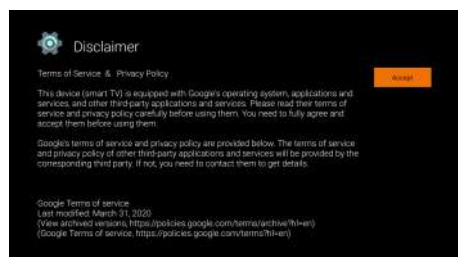 Disclaimer
Terms of Service & Privacy Policy
Accept
This device (smart TV) is equipped with Google's operating system, applications and
services, and other third-party applications and services. Please read their terms of
service and privacy policy carefully before using them. You need to fully agree and
accept them before using them.
Google's terms of service and privacy policy are provided below. The terms of service
and privacy policy of other third-party applications and services will be provided by the
corresponding third party. If not, you need to contact them to get details.
Google Terms of service
Last modified: March 31, 2020
(View archived versions, https://policies.google.com/terms/archive?hl=en)
(Google Terms of service, https://policies.google.com/terms?hl=en)